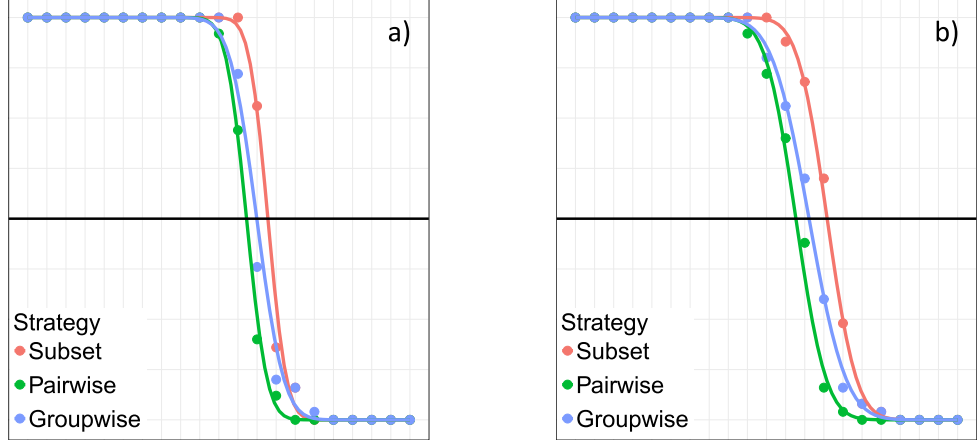 a)
Strategy
Subset
Pairwise
Groupwise
b)
Strategy
Subset
Pairwise
Groupwise